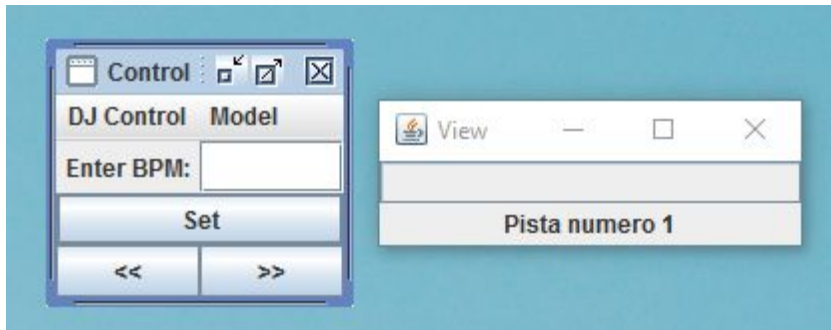 Control
DJ Control Model
Enter BPM:
Set
<< >>
View
Pista numero 1